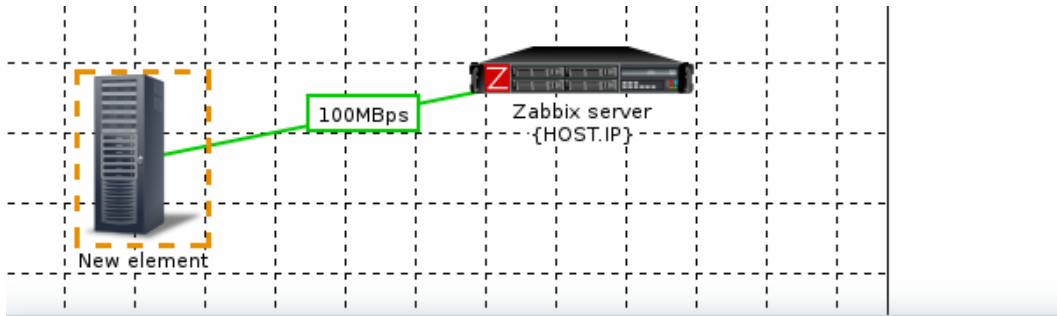 100MBps
Z
Zabbix server
{HOST.IP}
New element